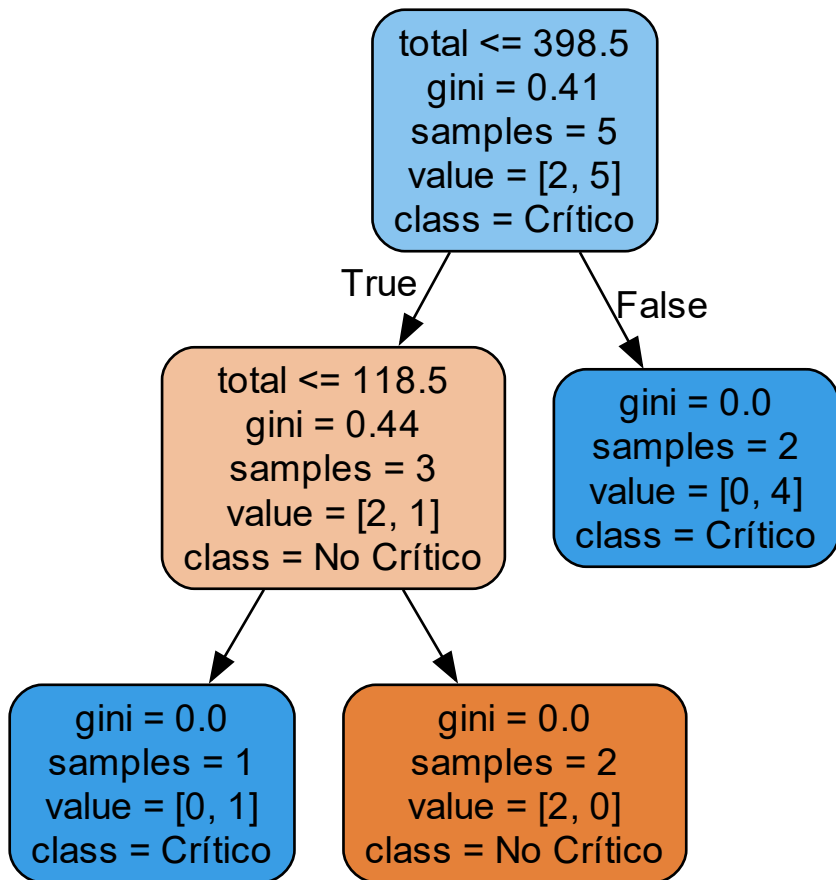 total <= 398.5
gini = 0.41
samples = 5
value = [2, 5]
class = Crítico
True
False
total <= 118.5
gini = 0.44
samples = 3
value = [2, 1]
class = No Crítico
gini = 0.0
samples = 2
value = [0, 4]
class = Crítico
gini = 0.0
samples = 1
value = [0, 1]
class = Crítico
gini = 0.0
samples = 2
value = [2, 0]
class = No Crítico